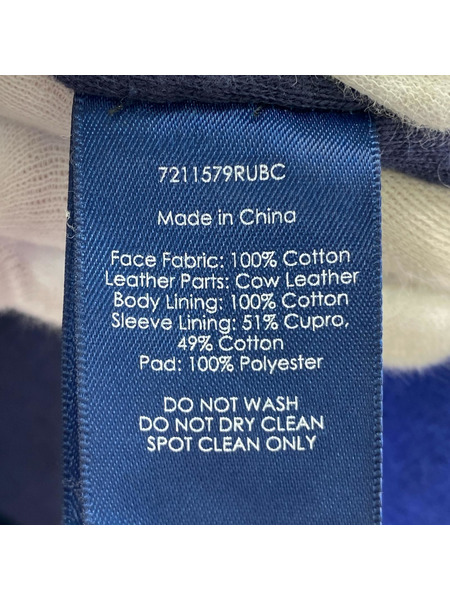 7211579RUBC
Made in China
Face Fabric: 100% Cotton
Leather Parts: Cow Leather
Body Lining: 100% Cotton
Sleeve Lining: 51% Cupro,
49% Cotton
Pad: 100% Polyester
DO NOT WASH
DO NOT DRY CLEAN
SPOT CLEAN ONLY